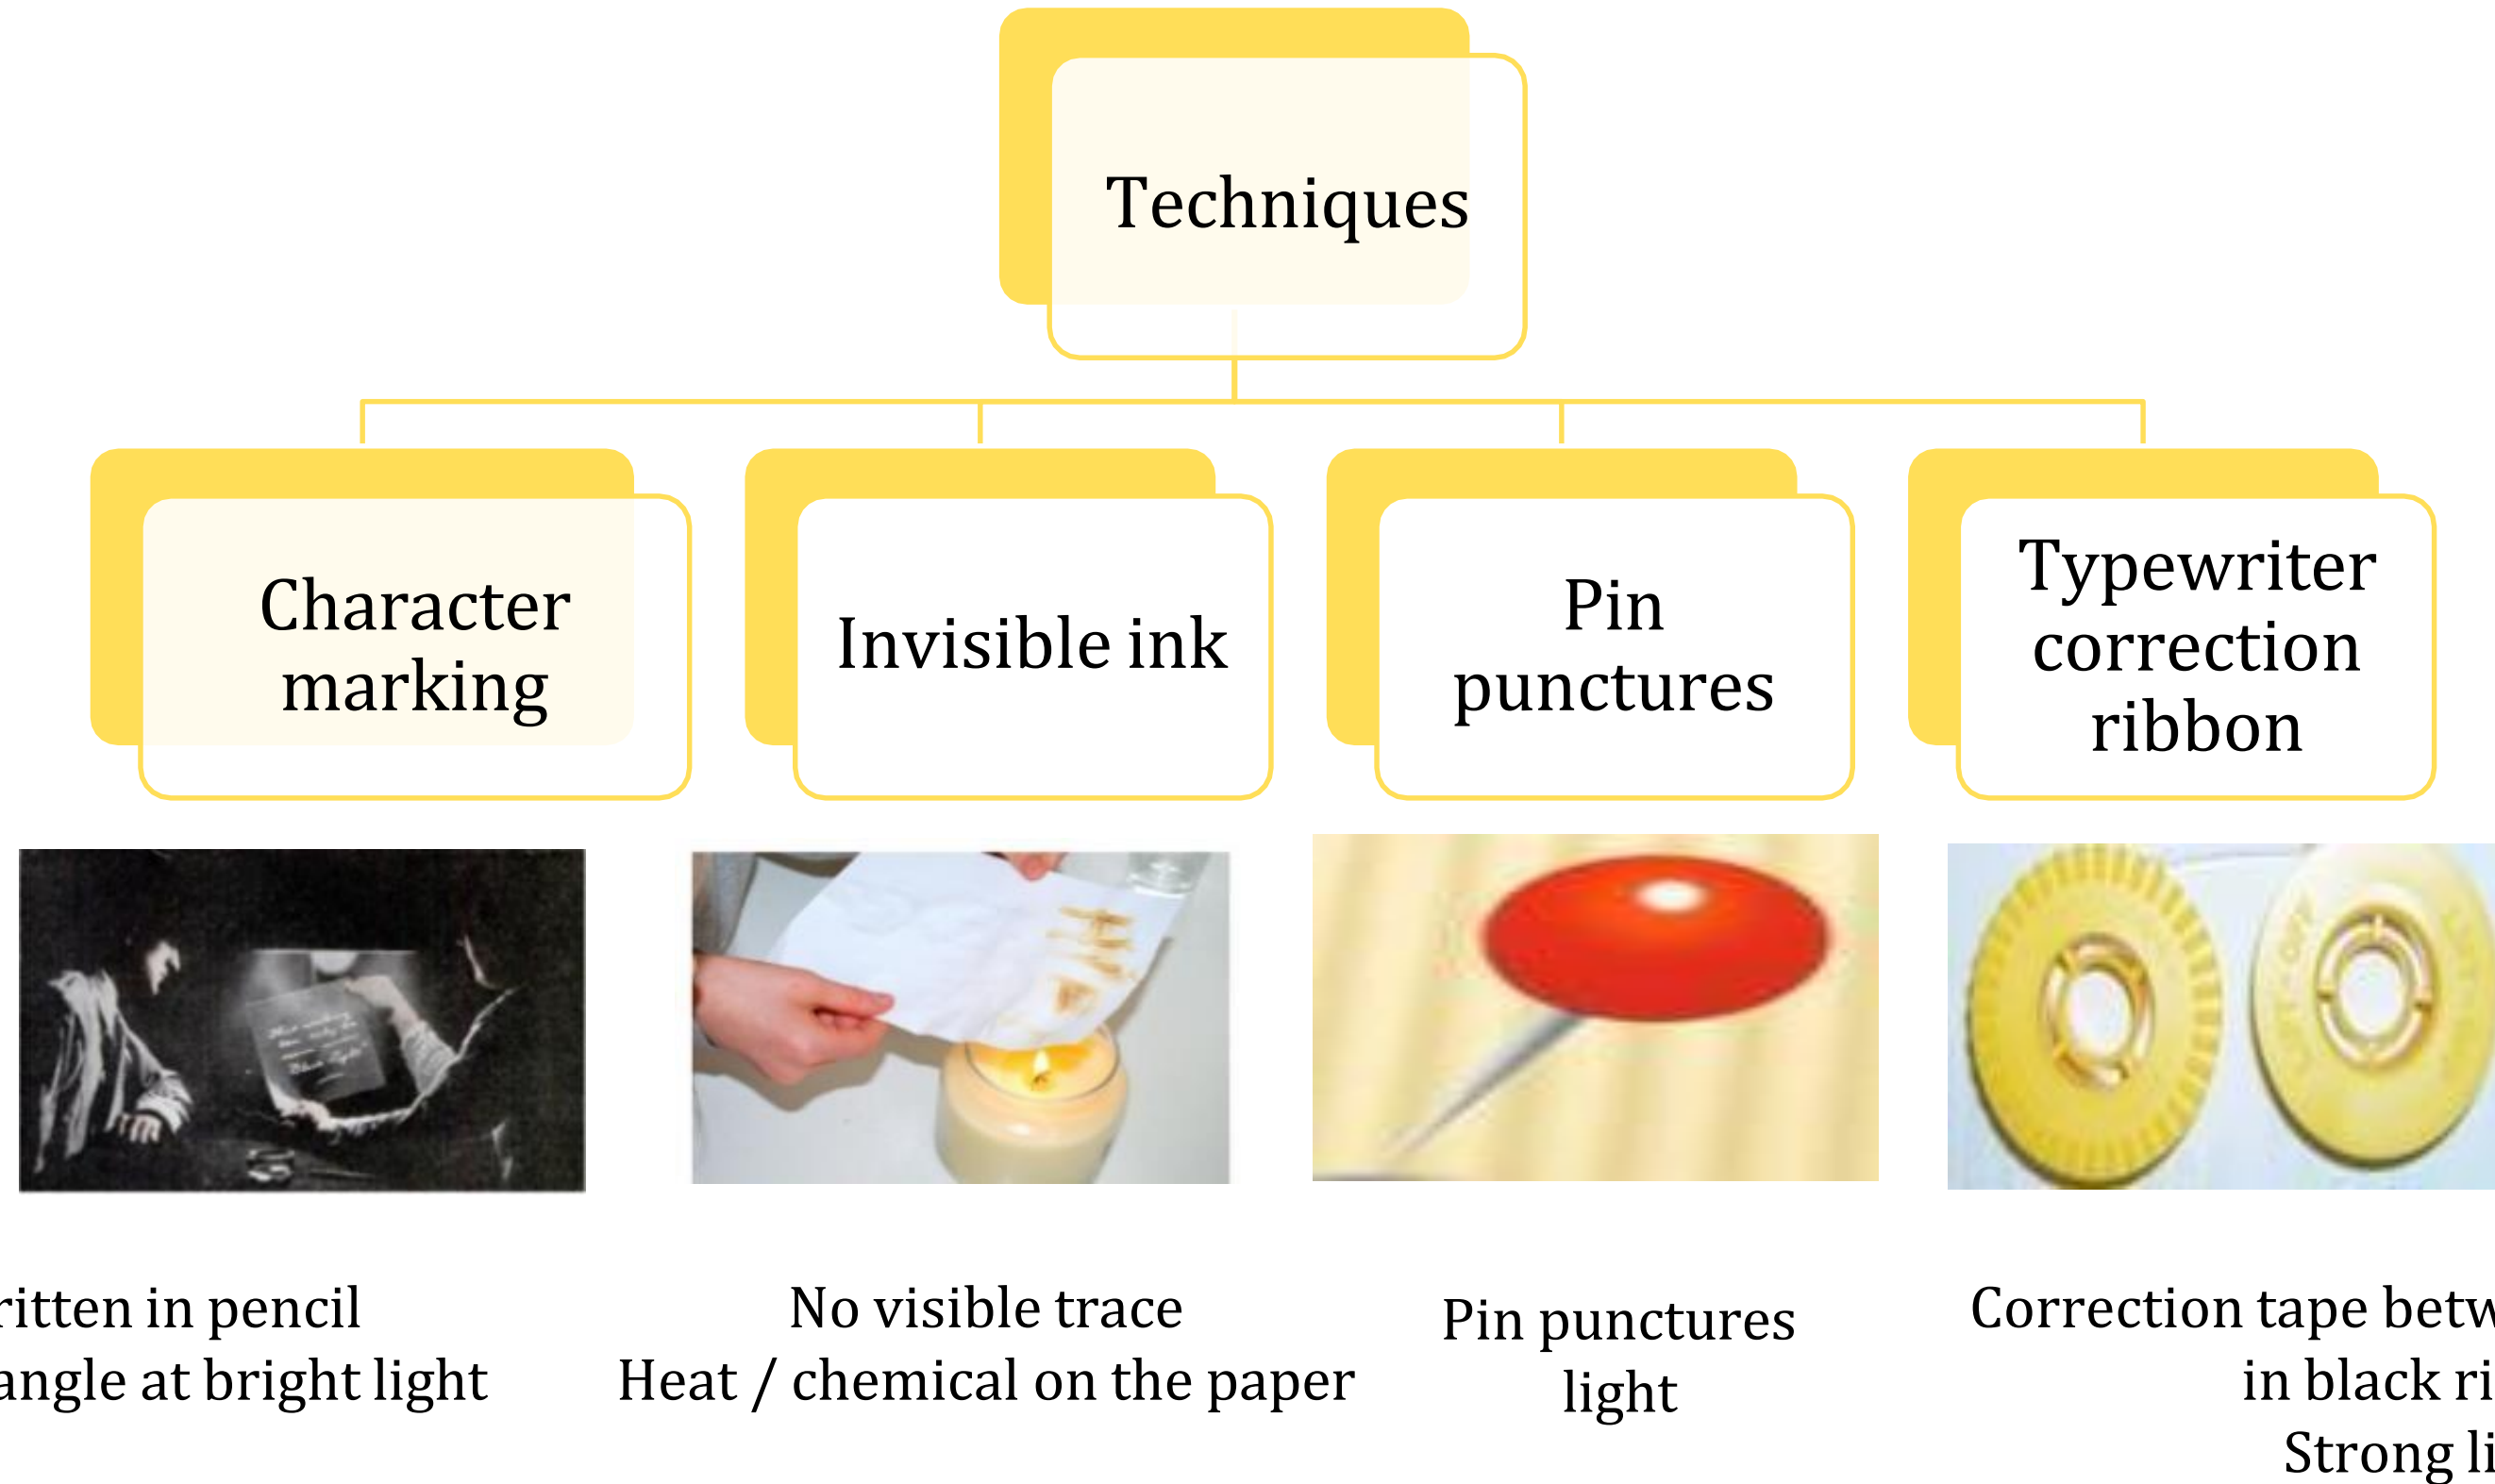 Techniques
Character
marking
Invisible ink
Pin
punctures
Typewriter
correction
ribbon
ritten in pencil
angle at bright light
No visible trace
Heat / chemical on the paper
Pin punctures
light
Correction tape betw
in black ri
Strong li